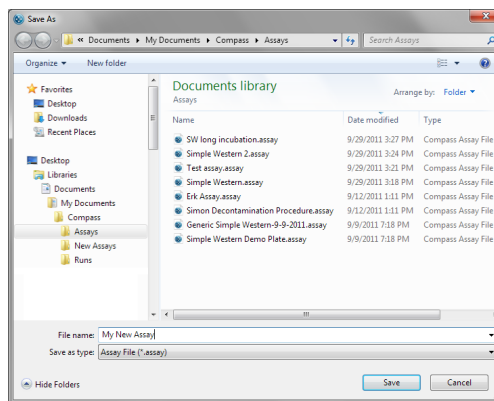 Save As
« Documents ▸ My Documents ▸ Compass ▸ Assays
Search Assays
Organize ▾ New folder
Favorites
Desktop
Downloads
Recent Places
Desktop
Libraries
Documents
My Documents
Compass
Assays
New Assays
Runs
Documents library
Assays
Arrange by: Folder ▾
Name Date modified Type
SW long incubation.assay 9/29/2011 3:27 PM Compass Assay File
Simple Western 2.assay 9/29/2011 3:24 PM Compass Assay File
Test assay.assay 9/29/2011 3:21 PM Compass Assay File
Simple Western.assay 9/29/2011 3:18 PM Compass Assay File
Erk Assay.assay 9/12/2011 1:11 PM Compass Assay File
Simon Decontamination Procedure.assay 9/12/2011 1:11 PM Compass Assay File
Generic Simple Western-9-9-2011.assay 9/9/2011 7:18 PM Compass Assay File
Simple Western Demo Plate.assay 9/9/2011 7:18 PM Compass Assay File
File name: My New Assay
Save as type: Assay File (*.assay)
Hide Folders
Save
Cancel